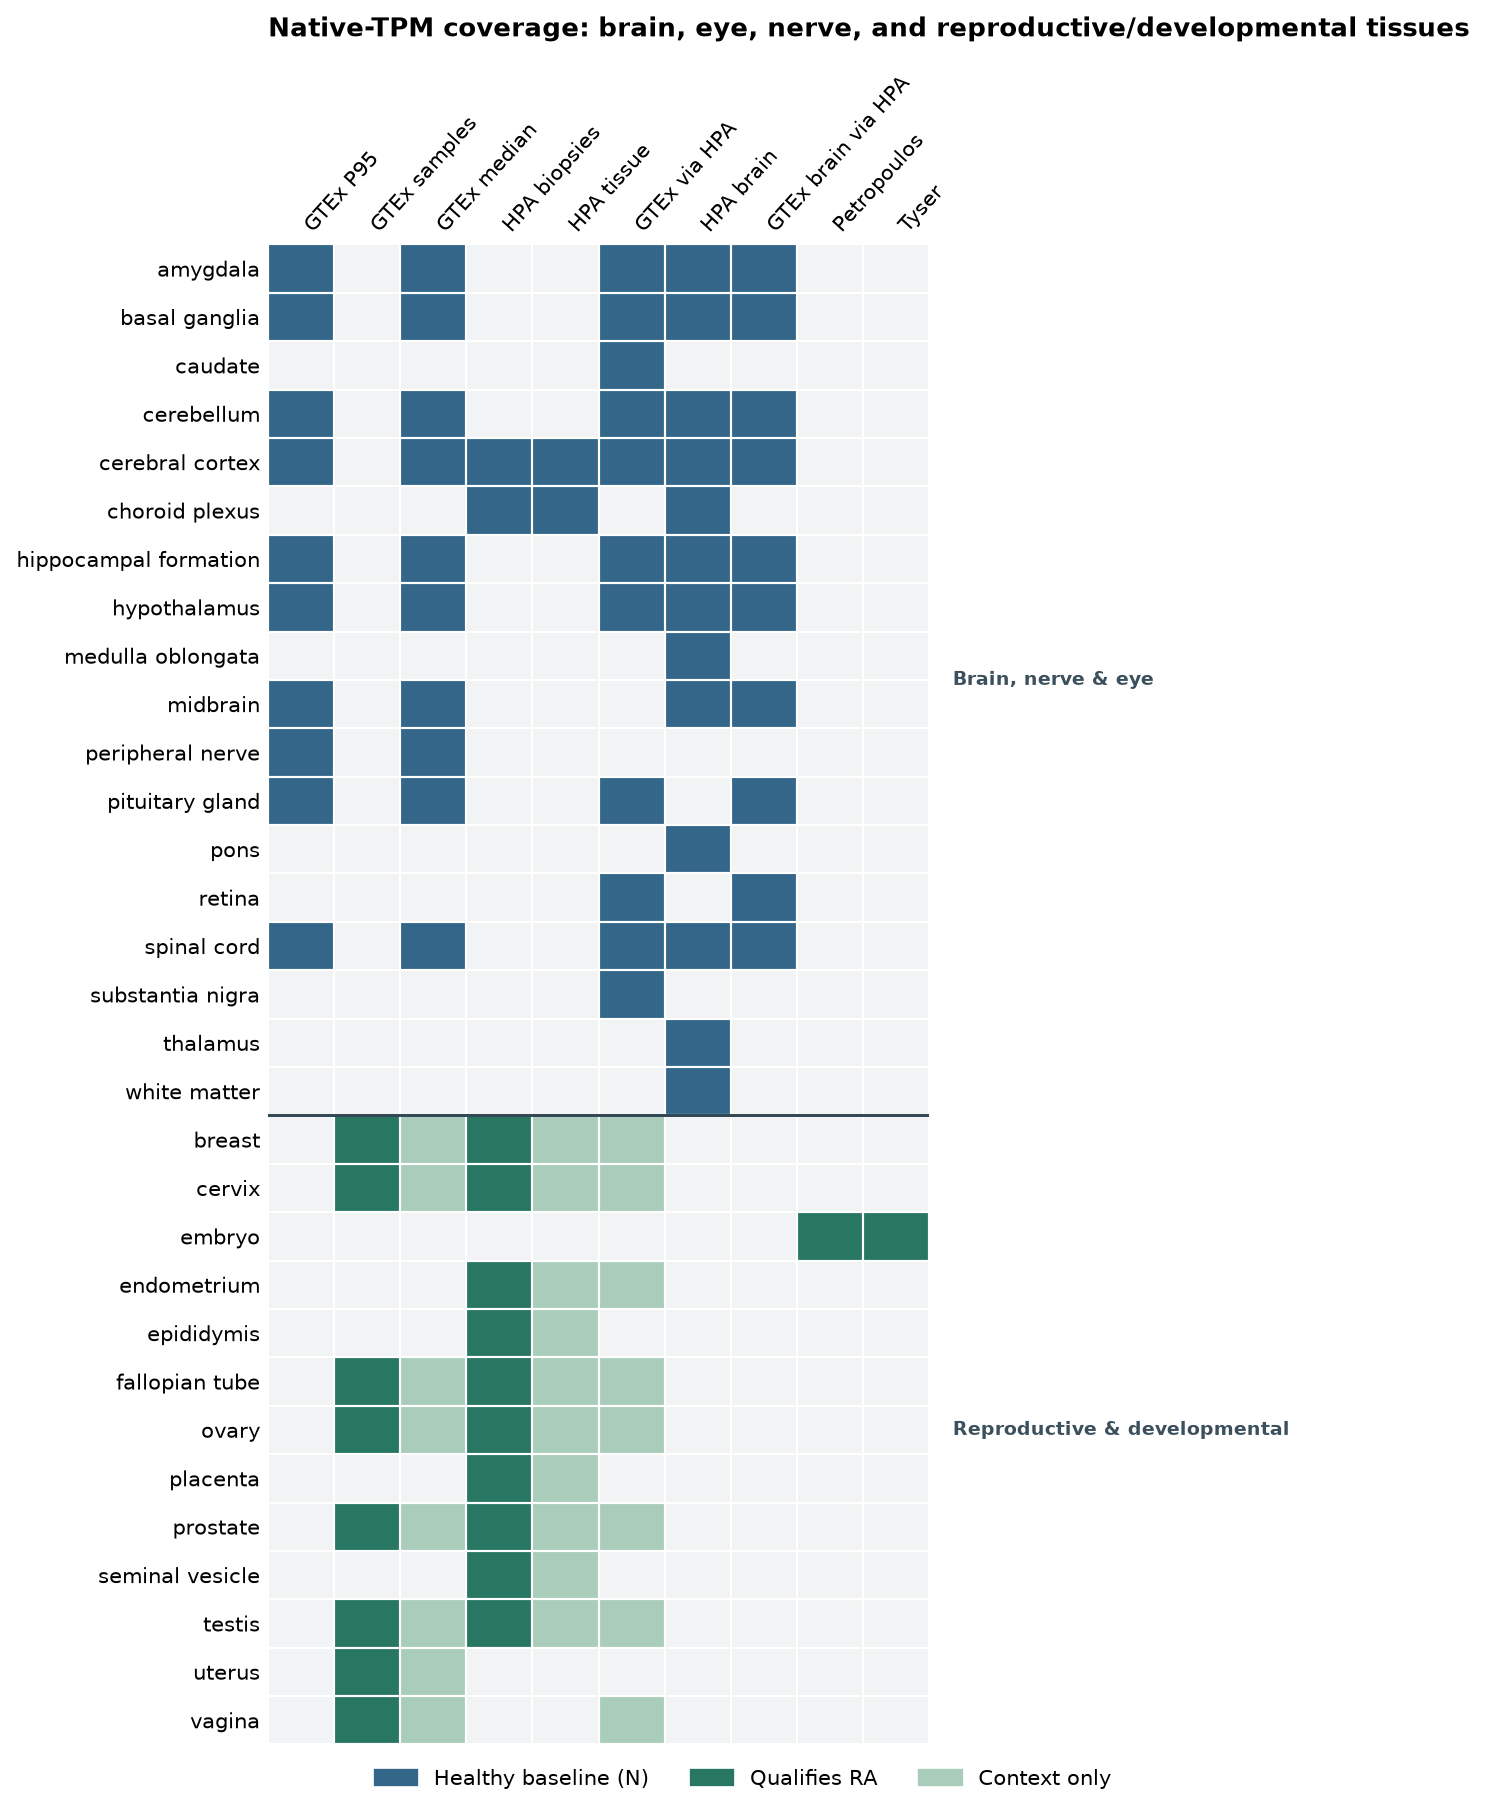 Native-TPM coverage: brain, eye, nerve, and reproductive/developmental tissues
GTEx P95
GTEx samples
GTEx median
HPA biopsies
HPA tissue
GTEx via HPA
HPA brain
GTEx brain via HPA
Petropoulos
Tyser
amygdala
basal ganglia
caudate
cerebellum
cerebral cortex
choroid plexus
hippocampal formation
hypothalamus
medulla oblongata
Brain, nerve & eye
midbrain
peripheral nerve
pituitary gland
pons
retina
spinal cord
substantia nigra
thalamus
white matter
breast
cervix
embryo
endometrium
epididymis
fallopian tube
ovary
Reproductive & developmental
placenta
prostate
seminal vesicle
testis
uterus
vagina
Healthy baseline (N)
Qualifies RA
Context only